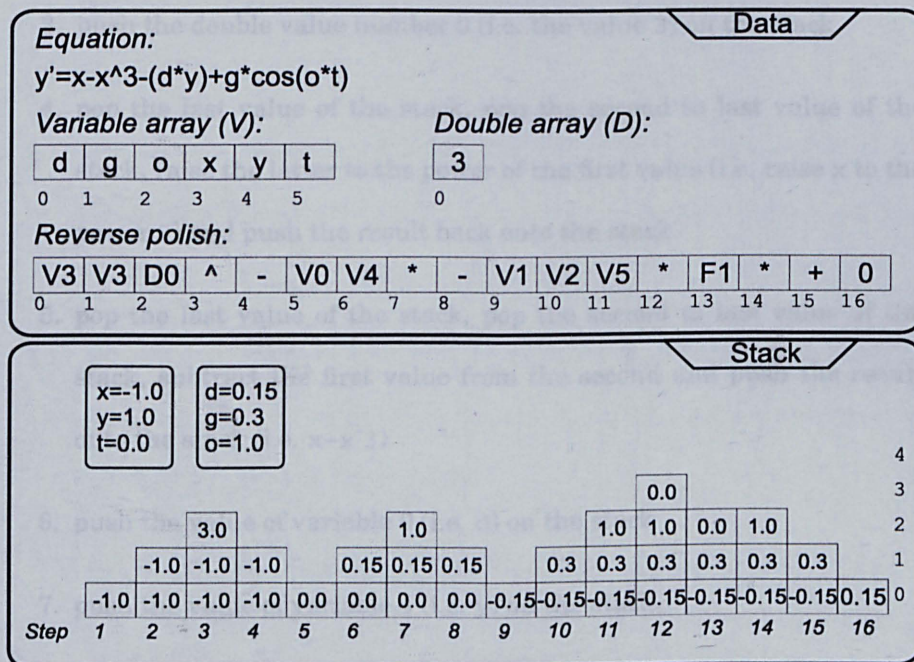 Data
Equation:
y'=x-x^3-(d*y)+g*cos(o*t)
Variable array (V): Double array (D):
d g o x y t 3
0 1 2 3 4 5 0
Reverse polish:
V3 V3 D0 ^ - V0 V4 * - V1 V2 V5 * F1 * + 0
0 1 2 3 4 5 6 7 8 9 10 11 12 13 14 15 16
Stack
x=-1.0 d=0.15
y=1.0 g=0.3
t=0.0 o=1.0
4
0.0 3
3.0 1.0 1.0 1.0 0.0 1.0 2
-1.0 -1.0 -1.0 0.15 0.15 0.15 0.3 0.3 0.3 0.3 0.3 0.3 1
-1.0 -1.0 -1.0 -1.0 0.0 0.0 0.0 0.0 -0.15 -0.15 -0.15 -0.15 -0.15 -0.15 -0.15 0.15 0
Step 1 2 3 4 5 6 7 8 9 10 11 12 13 14 15 16